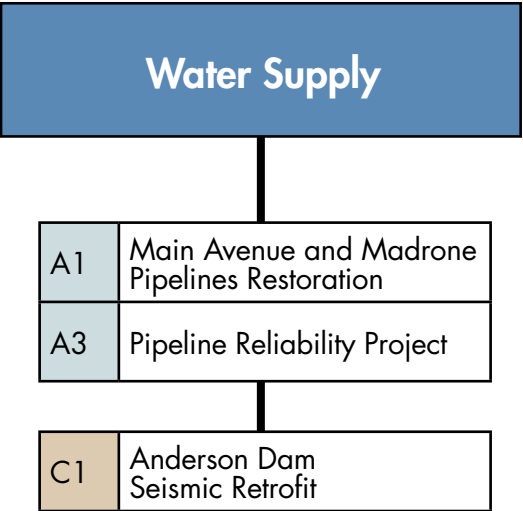 Water Supply
A1
Main Avenue and Madrone
Pipelines Restoration
A3
Pipeline Reliability Project
C1
Anderson Dam
Seismic Retrofit